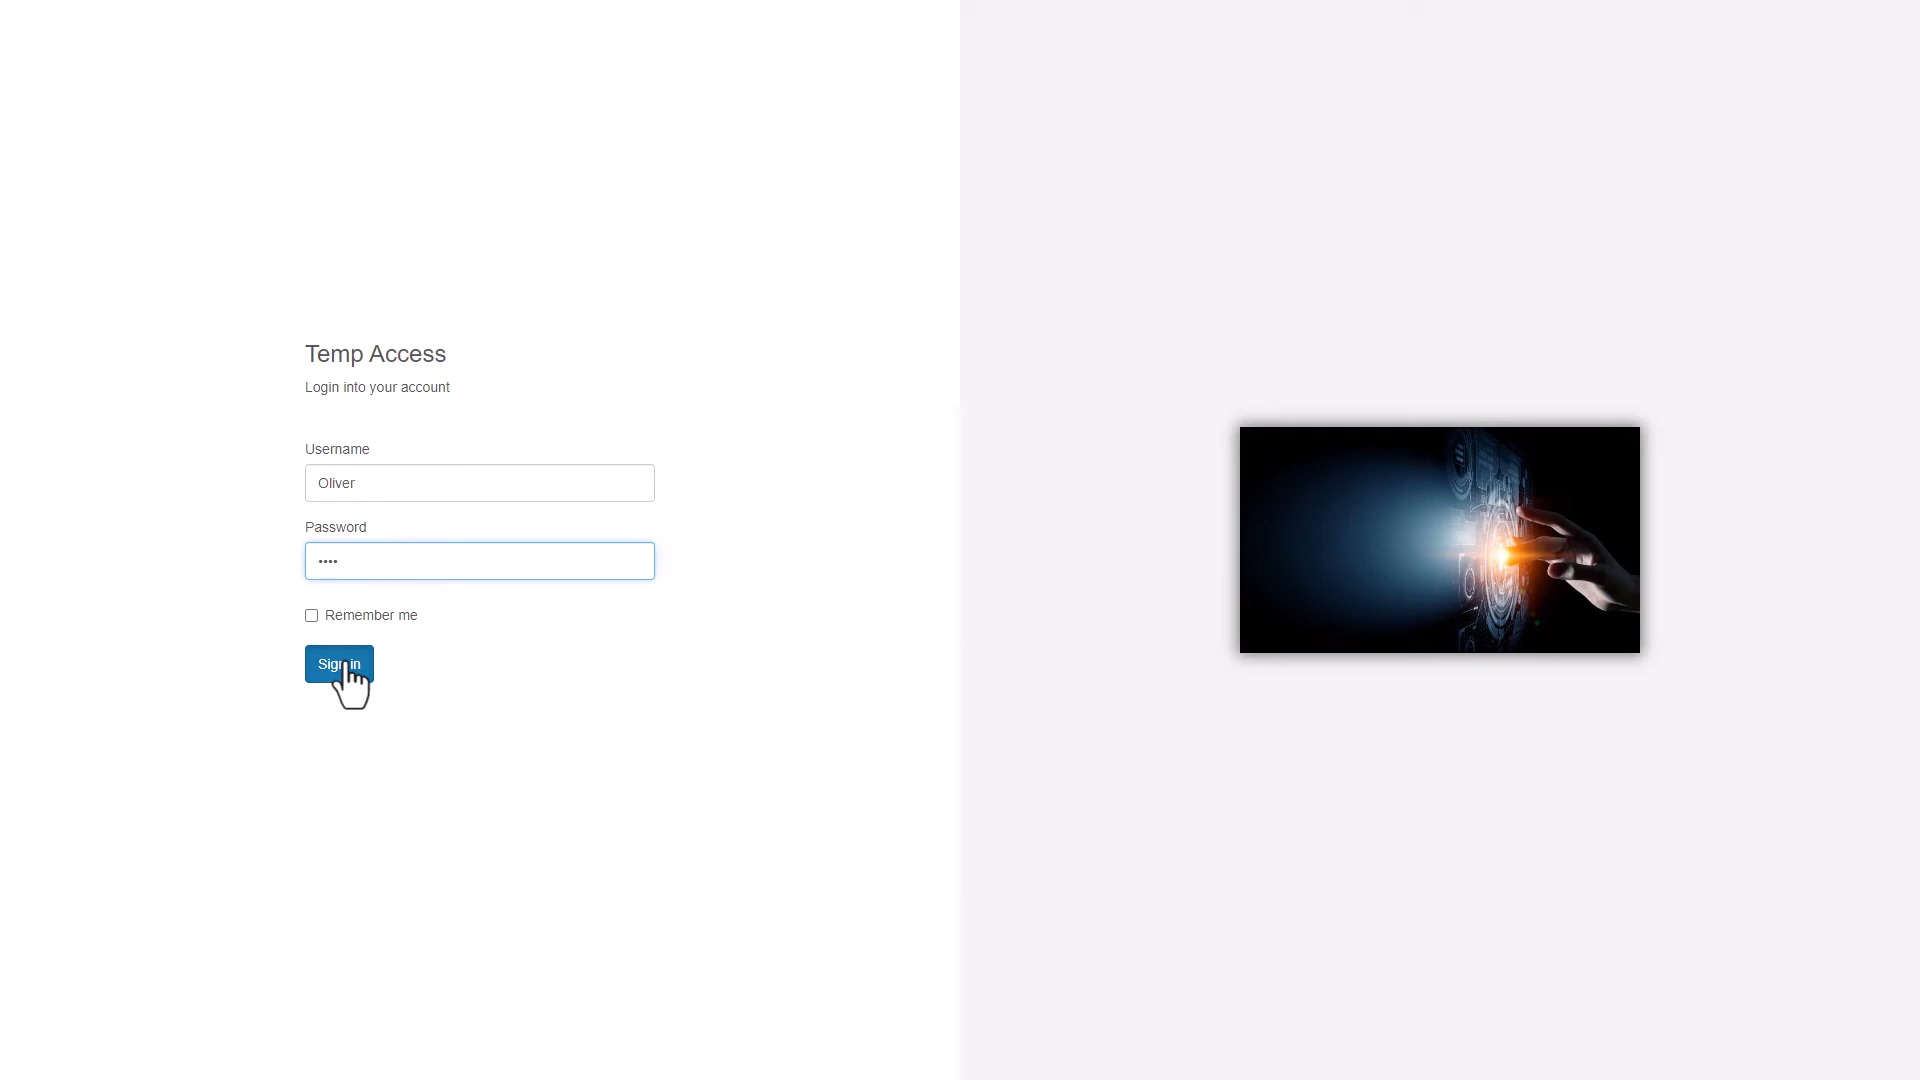 Temp Access
Login into your account
Username
Oliver
Password
••••
Remember me
Sign in